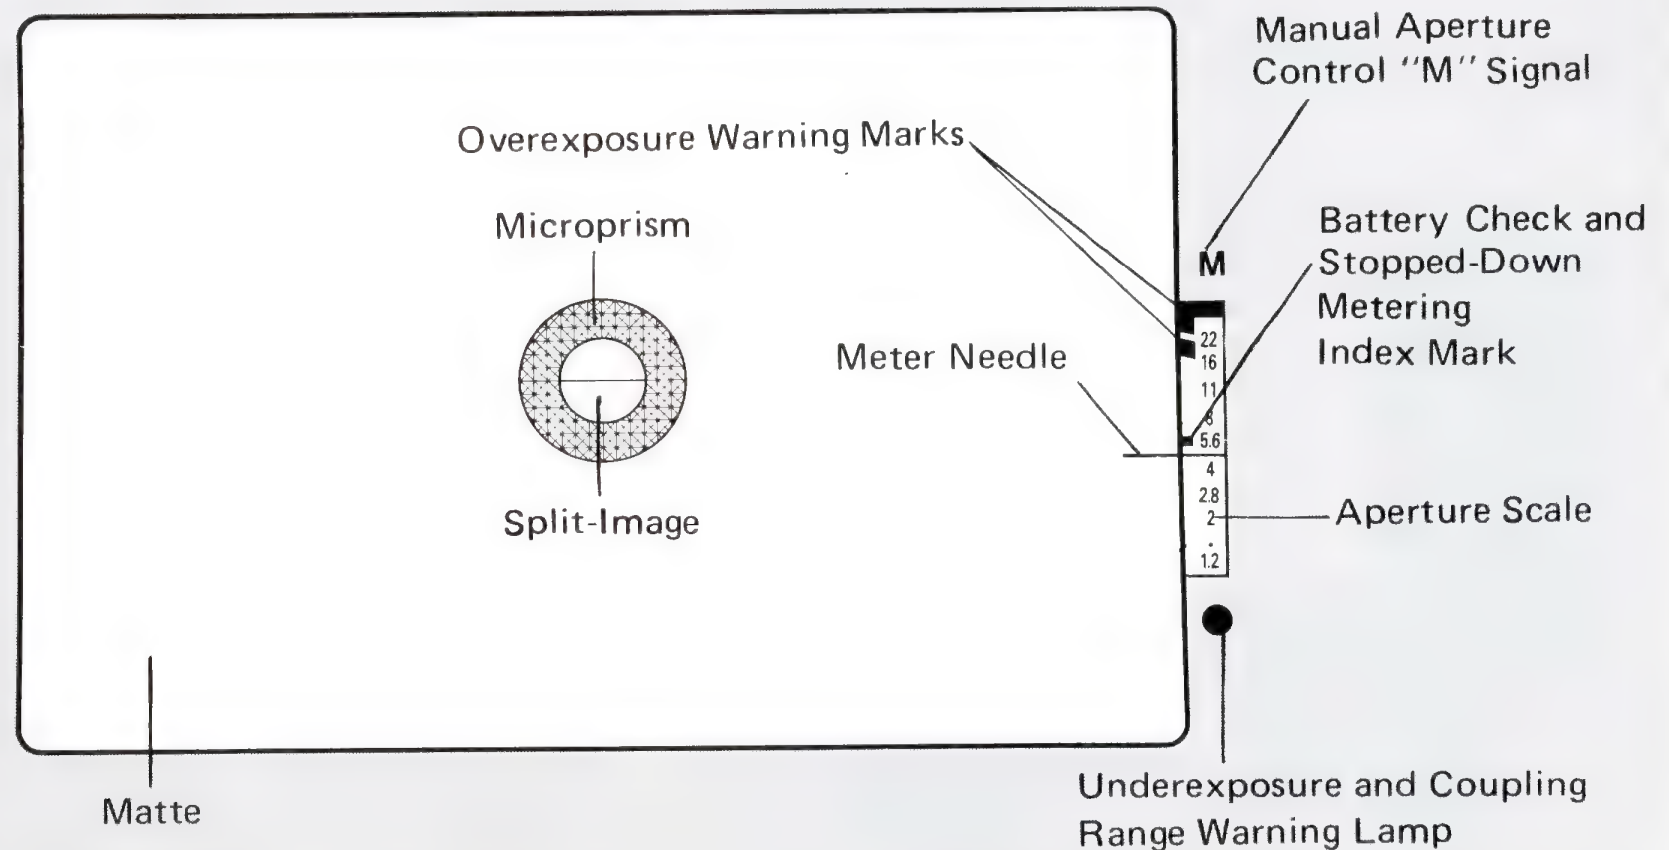 Manual Aperture
Control "M" Signal
Overexposure Warning Marks
Microprism
Battery Check and
Stopped-Down
Metering
Index Mark
M
Meter Needle
22
16
11
8
5.6
4
2.8
2
.
1.2
Aperture Scale
Split-Image
Matte
Underexposure and Coupling
Range Warning Lamp